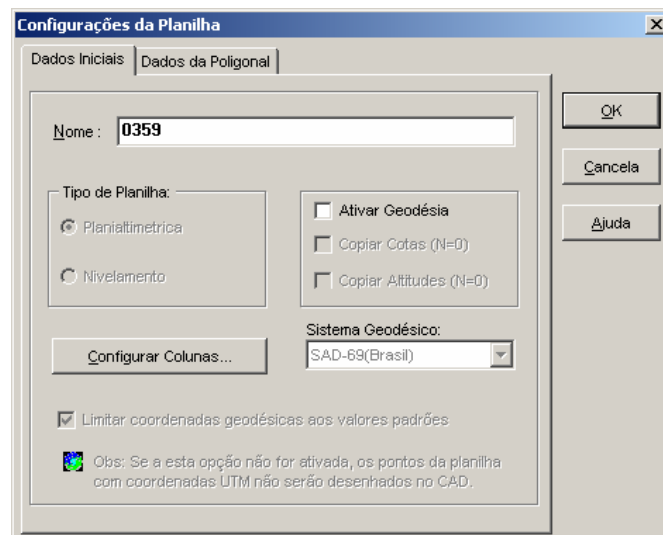 Configurações da Planilha
Dados Iniciais
Dados da Poligonal
Nome :
0359
Tipo de Planilha:
Planialtimetrica
Nivelamento
Ativar Geodésia
Copiar Cotas (N=0)
Copiar Altitudes (N=0)
Configurar Colunas...
Sistema Geodésico:
SAD-69(Brasil)
Limitar coordenadas geodésicas aos valores padrões
Obs: Se a esta opção não for ativada, os pontos da planilha
com coordenadas UTM não serão desenhados no CAD.
OK
Cancela
Ajuda